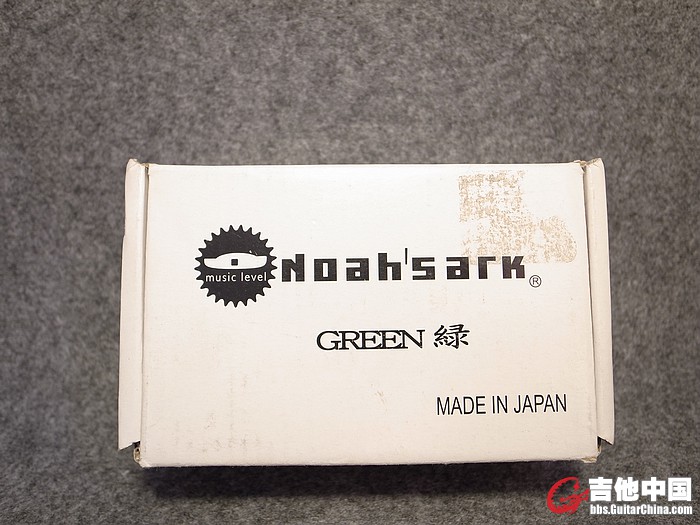 music level
Noah'sark®
GREEN 緑
MADE IN JAPAN
吉他中国
bbs.GuitarChina.com